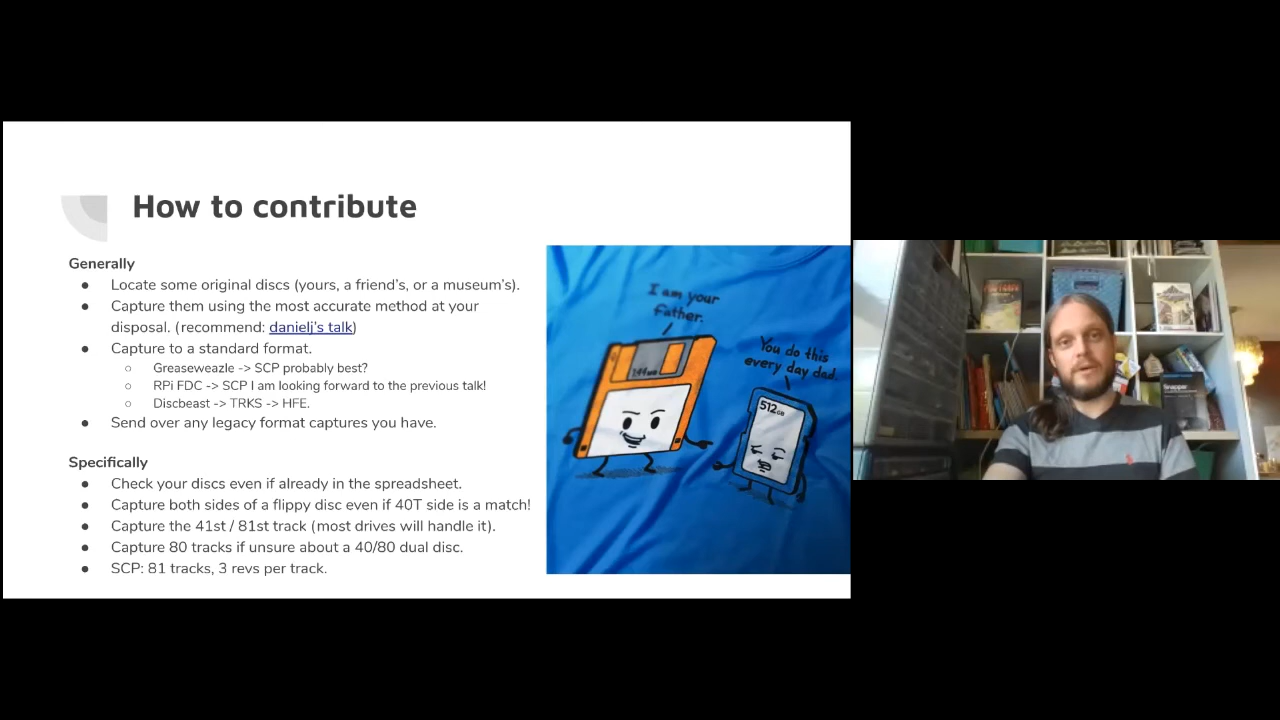 How to contribute
Generally
● Locate some original discs (yours, a friend's, or a museum's).
● Capture them using the most accurate method at your
disposal. (recommend: danielj's talk)
● Capture to a standard format.
○ Greaseweazle -> SCP probably best?
○ RPi FDC -> SCP I am looking forward to the previous talk!
○ Discbeast -> TRKS -> HFE.
● Send over any legacy format captures you have.
Specifically
● Check your discs even if already in the spreadsheet.
● Capture both sides of a flippy disc even if 40T side is a match!
● Capture the 41st / 81st track (most drives will handle it).
● Capture 80 tracks if unsure about a 40/80 dual disc.
● SCP: 81 tracks, 3 revs per track.
I am your
father.
You do this
every day dad.
1.44MB
512GB
Snapper